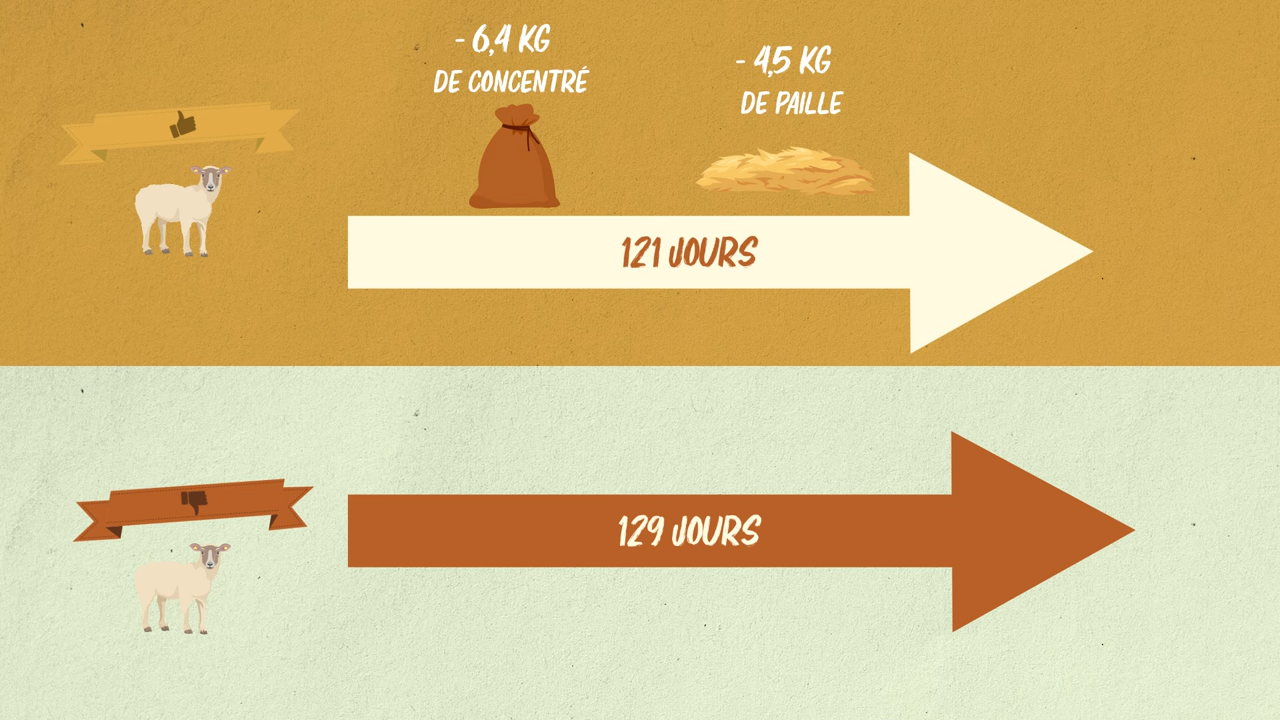 - 6,4 KG
DE CONCENTRÉ
- 4,5 KG
DE PAILLE
121 JOURS
129 JOURS